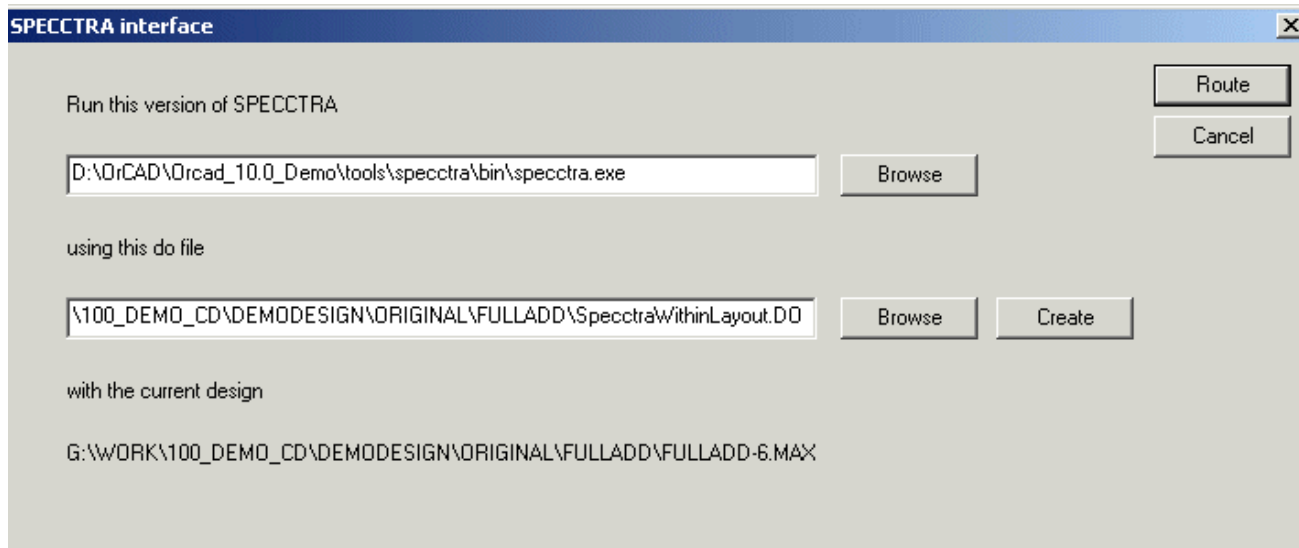 SPECCTRA interface
Route
Run this version of SPECCTRA
Cancel
D:\OrCAD\Orcad_10.0_Demo\tools\specctra\bin\specctra.exe
Browse
using this do file
\100_DEMO_CD\DEMODESIGN\ORIGINAL\FULLADD\SpecctraWithinLayout.DO
Browse
Create
with the current design
G:\WORK\100_DEMO_CD\DEMODESIGN\ORIGINAL\FULLADD\FULLADD-6.MAX